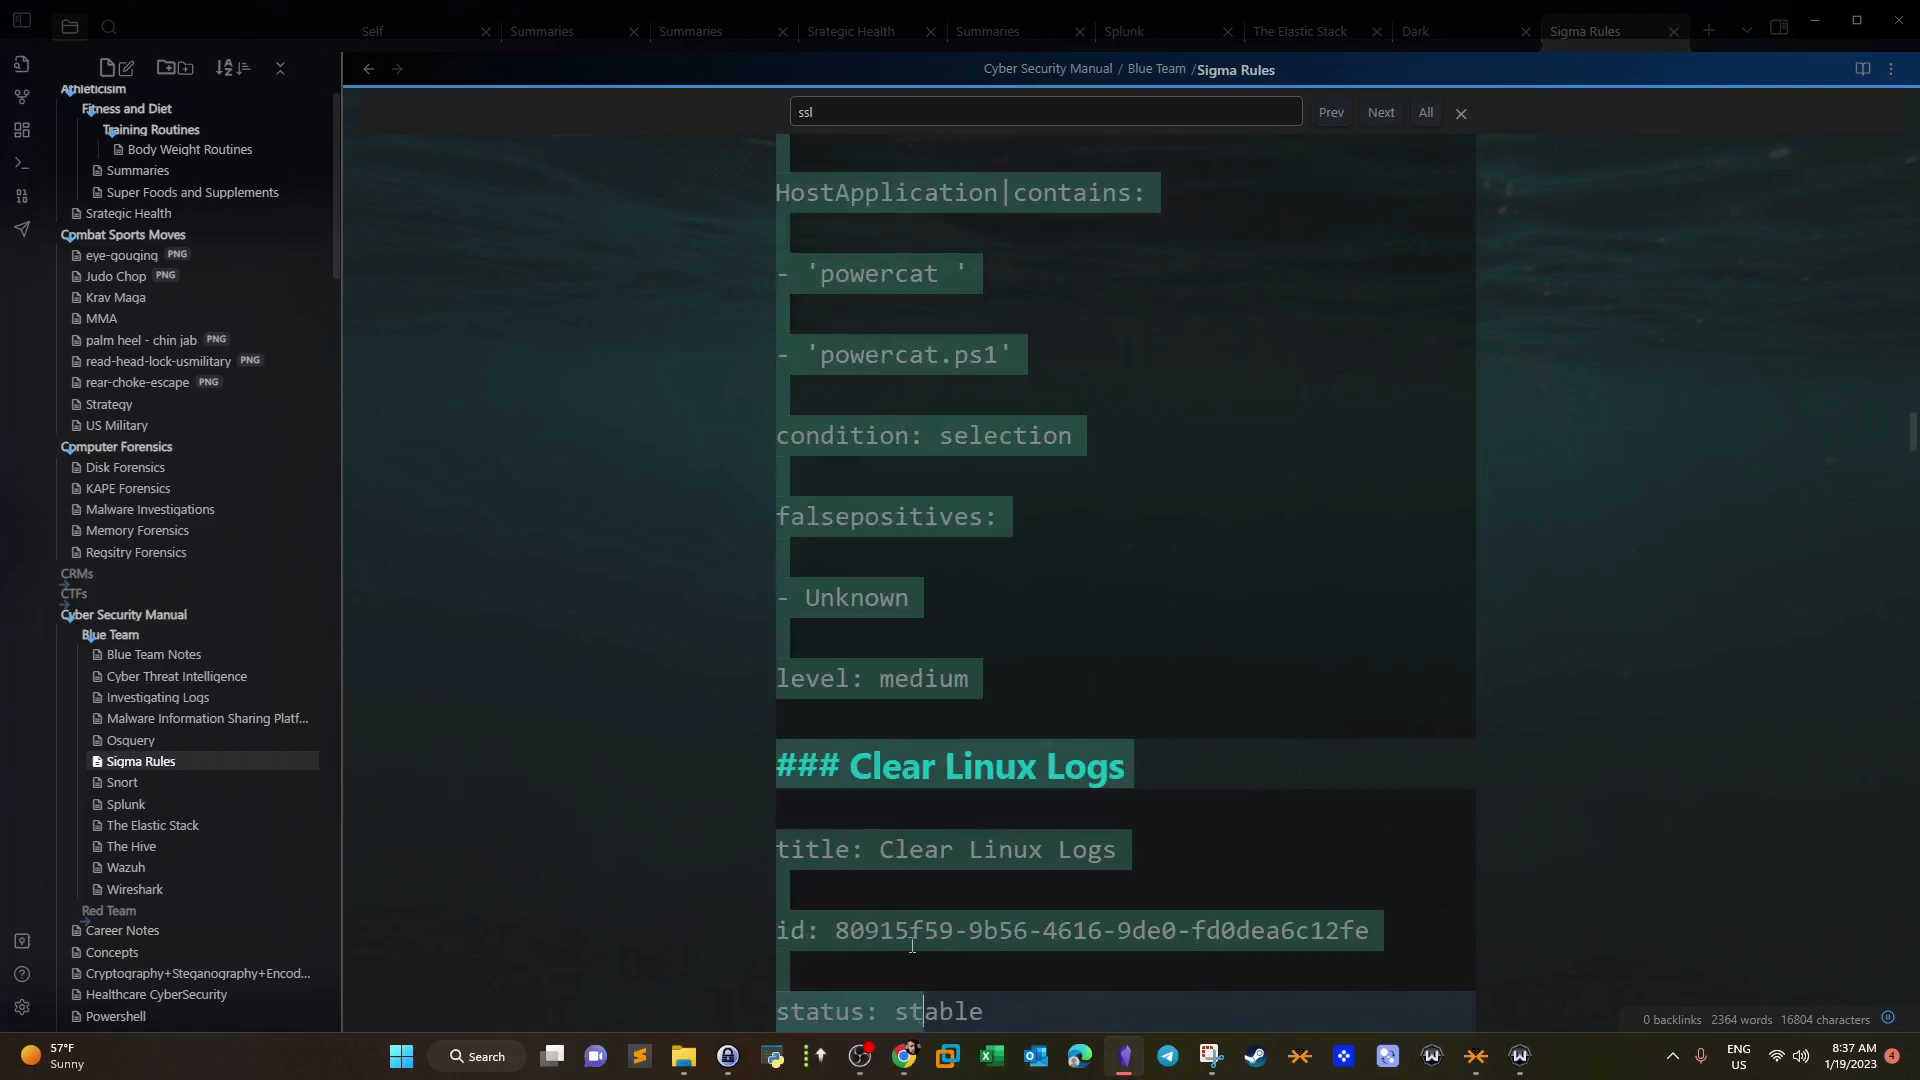 Self
Summaries
Summaries
Srategic Health
Summaries
Splunk
The Elastic Stack
Dark
Sigma Rules
Cyber Security Manual / Blue Team / Sigma Rules
ssl
Prev
Next
All
Athleticisim
Fitness and Diet
Training Routines
Body Weight Routines
Summaries
Super Foods and Supplements
Srategic Health
Combat Sports Moves
eye-gouging PNG
Judo Chop PNG
Krav Maga
MMA
palm heel - chin jab PNG
read-head-lock-usmilitary PNG
rear-choke-escape PNG
Strategy
US Military
Computer Forensics
Disk Forensics
KAPE Forensics
Malware Investigations
Memory Forensics
Regsitry Forensics
CRMs
CTFs
Cyber Security Manual
Blue Team
Blue Team Notes
Cyber Threat Intelligence
Investigating Logs
Malware Information Sharing Platf...
Osquery
Sigma Rules
Snort
Splunk
The Elastic Stack
The Hive
Wazuh
Wireshark
Red Team
Career Notes
Concepts
Cryptography+Steganography+Encod...
Healthcare CyberSecurity
Powershell
HostApplication|contains:
- 'powercat '
- 'powercat.ps1'
condition: selection
falsepositives:
- Unknown
level: medium
### Clear Linux Logs
title: Clear Linux Logs
id: 80915f59-9b56-4616-9de0-fd0dea6c12fe
status: stable
0 backlinks 2364 words 16804 characters
57°F
Sunny
Search
ENG
US
8:37 AM
1/19/2023
4